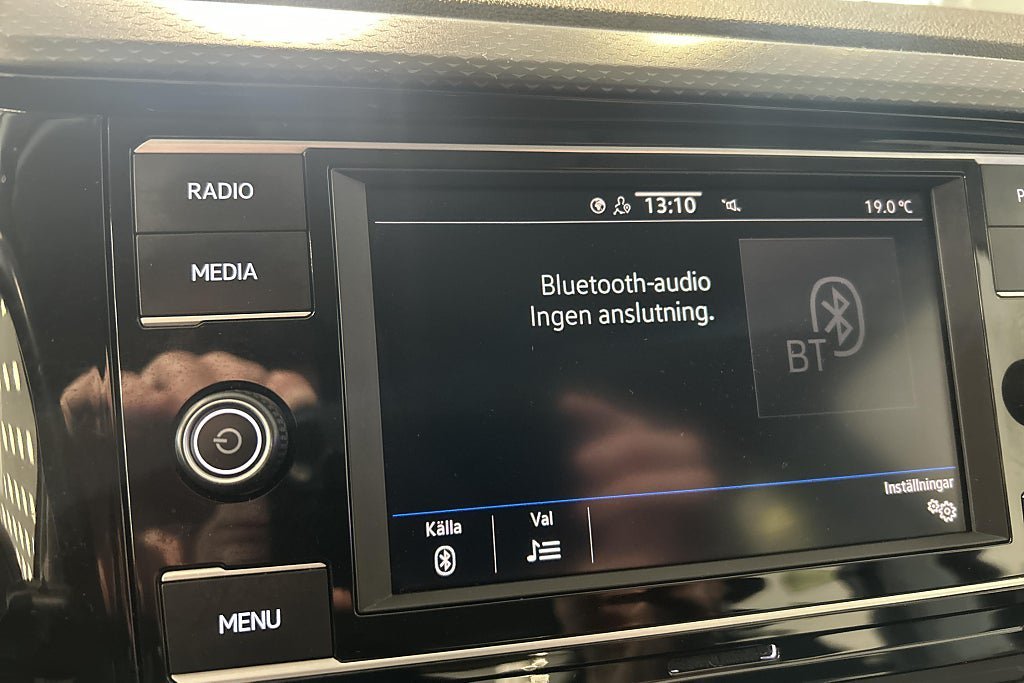 RADIO
MEDIA
MENU
13:10
19.0°C
Bluetooth-audio
Ingen anslutning.
BT
Inställningar
Källa
Val